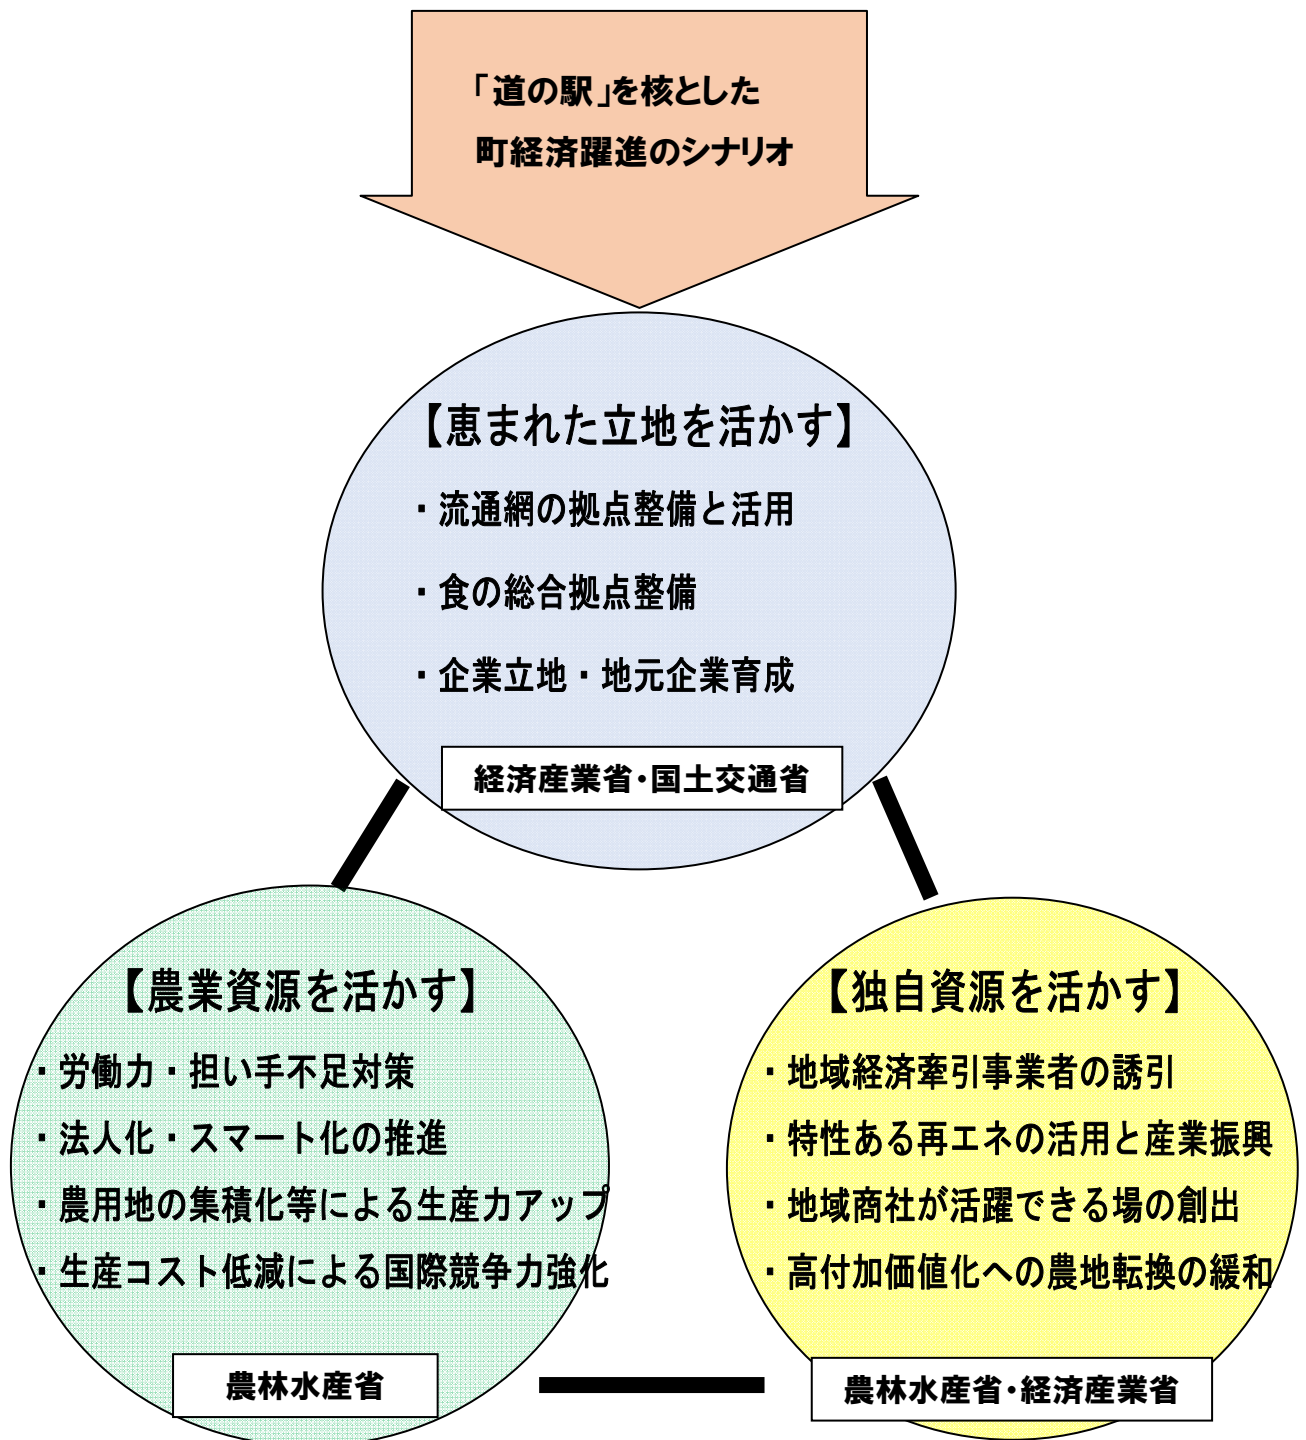 「道の駅」を核とした
町経済躍進のシナリオ
【恵まれた立地を活かす】
・流通網の拠点整備と活用
・食の総合拠点整備
・企業立地・地元企業育成
経済産業省・国土交通省
【農業資源を活かす】
・労働力・担い手不足対策
・法人化・スマート化の推進
・農用地の集積化等による生産力アップ
・生産コスト低減による国際競争力強化
農林水産省
【独自資源を活かす】
・地域経済牽引事業者の誘引
・特性ある再エネの活用と産業振興
・地域商社が活躍できる場の創出
・高付加価値化への農地転換の緩和
農林水産省・経済産業省